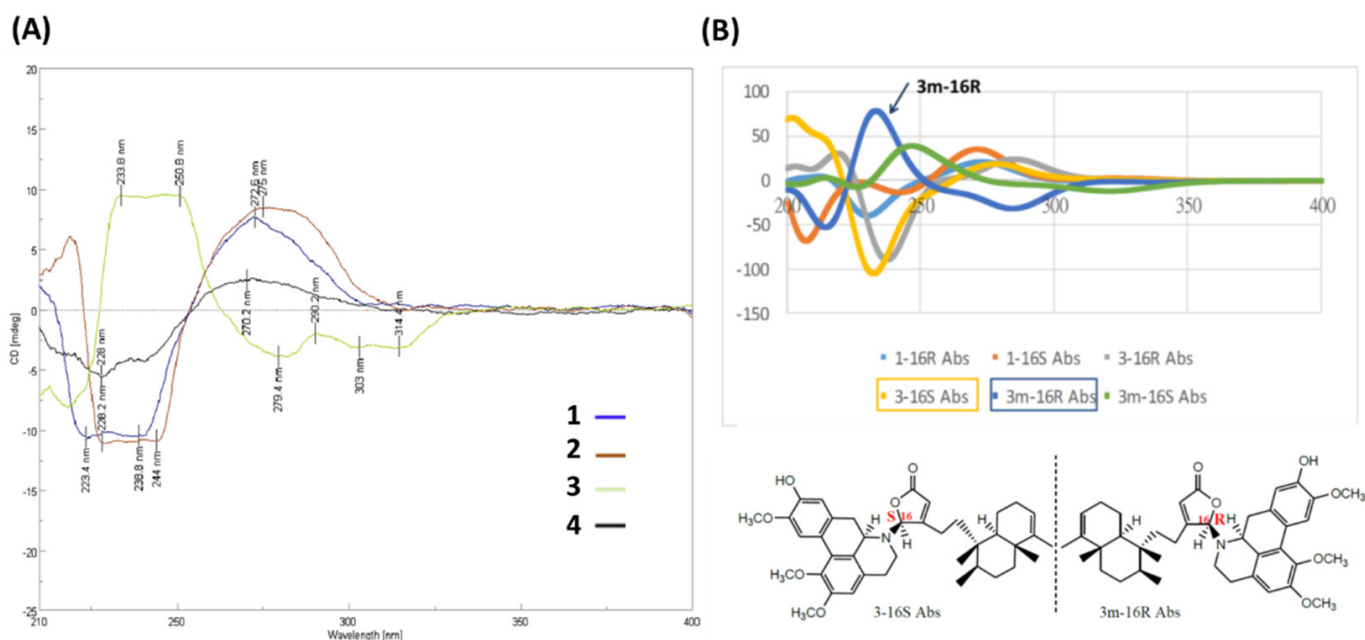 (A)
20
15
10
5
0
-5
-10
-15
-20
-25
CD [mdeg]
210
250
300
350
400
Wavelength [nm]
233.8 nm
250.8 nm
272.6 nm
275 nm
228 nm
228.2 nm
223.4 nm
238.8 nm
244 nm
270.2 nm
279.4 nm
290.2 nm
303 nm
314.4 nm
1
2
3
4
(B)
3m-16R
100
50
0
-50
-100
-150
200
250
300
350
400
1-16R Abs
1-16S Abs
3-16R Abs
3-16S Abs
3m-16R Abs
3m-16S Abs
HO
H3CO
H3CO
OCH3
N
H
S
16
H
O
O
H
3-16S Abs
O
O
H
16
R
H
H
N
OH
OCH3
OCH3
OCH3
3m-16R Abs